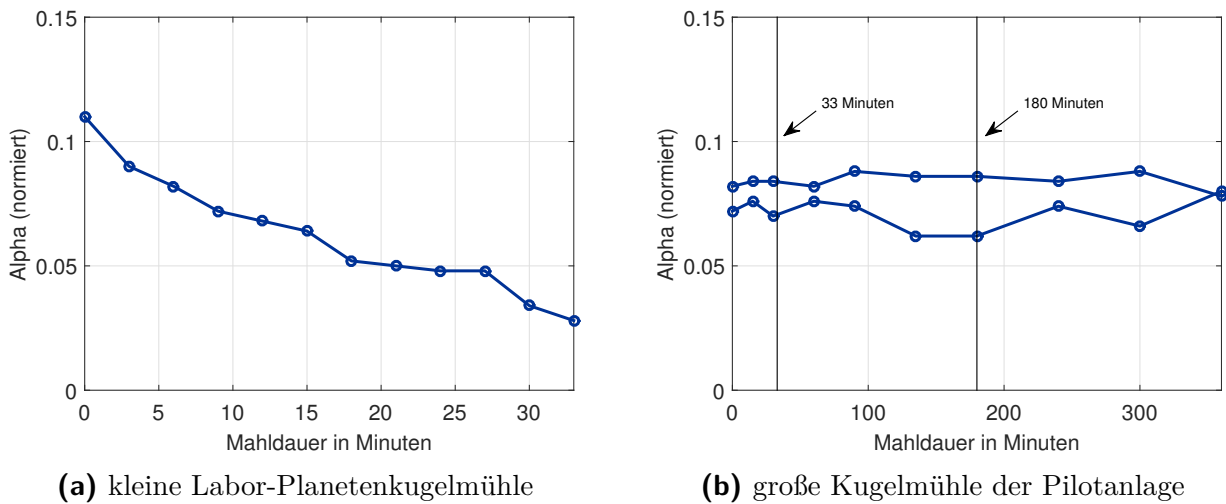 0.15
0.1
0.05
0
Alpha (normiert)
0 5 10 15 20 25 30
Mahldauer in Minuten
(a) kleine Labor-Planetenkugelmühle
0.15
0.1
0.05
0
Alpha (normiert)
33 Minuten
180 Minuten
0 100 200 300
Mahldauer in Minuten
(b) große Kugelmühle der Pilotanlage